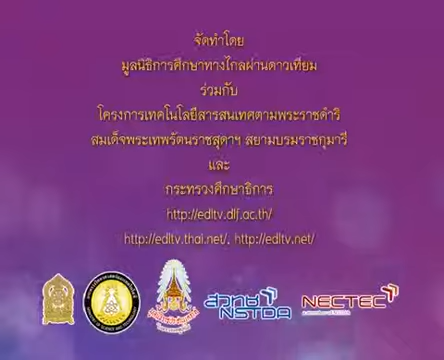 จัดทำโดย
มูลนิธิการศึกษาทางไกลผ่านดาวเทียม
ร่วมกับ
โครงการเทคโนโลยีสารสนเทศตามพระราชดำริ
สมเด็จพระเทพรัตนราชสุดาฯ สยามบรมราชกุมารี
และ
กระทรวงศึกษาธิการ
http://edltv.dlf.ac.th/
http://edltv.thai.net/, http://edltv.net/
สวทช
NSTDA
NECTEC